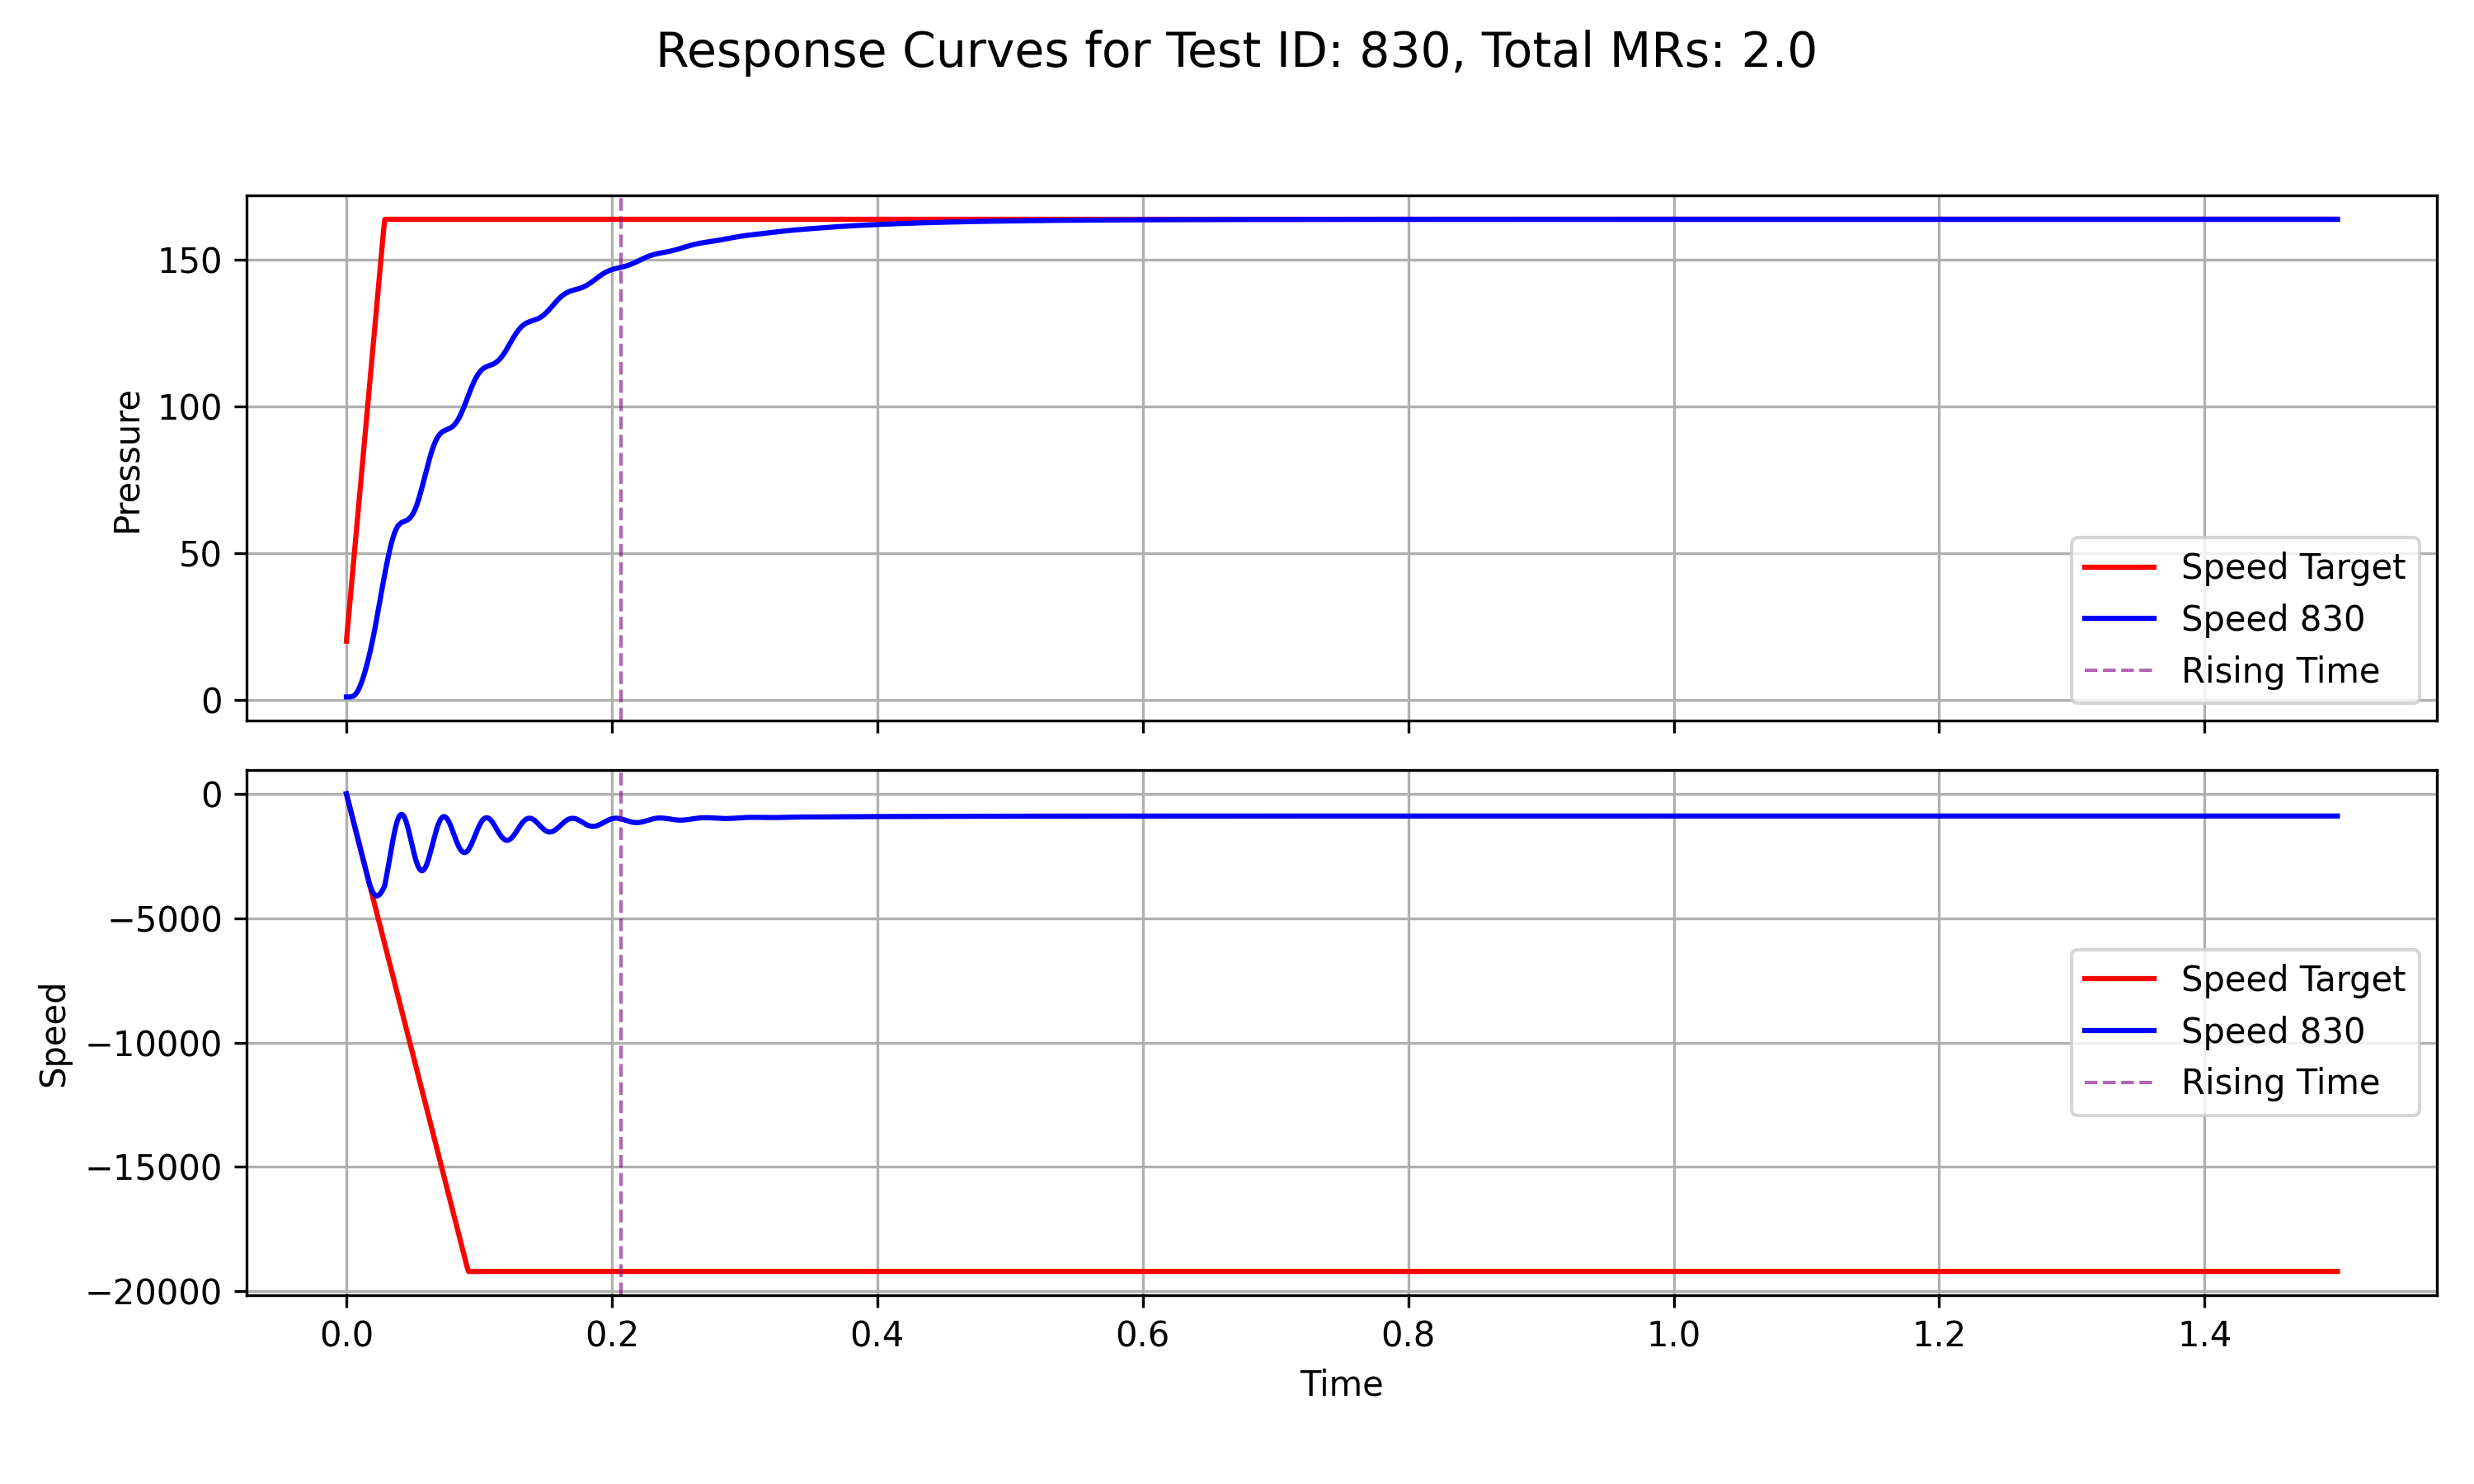 Response Curves for Test ID: 830, Total MRs: 2.0
150
100
50
0
Pressure
Speed Target
Speed 830
Rising Time
0
−5000
−10000
−15000
−20000
Speed
Speed Target
Speed 830
Rising Time
0.0 0.2 0.4 0.6 0.8 1.0 1.2 1.4
Time